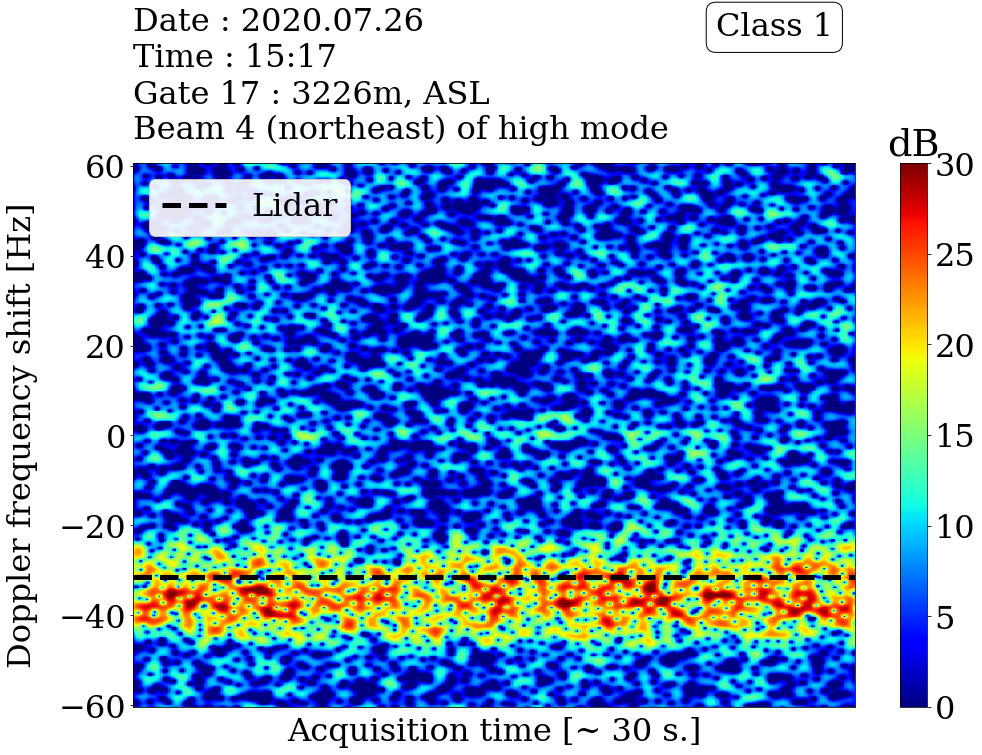 Date : 2020.07.26
Time : 15:17
Gate 17 : 3226m, ASL
Beam 4 (northeast) of high mode
Class 1
dB
Lidar
Doppler frequency shift [Hz]
60
40
20
0
−20
−40
−60
30
25
20
15
10
5
0
Acquisition time [~ 30 s.]